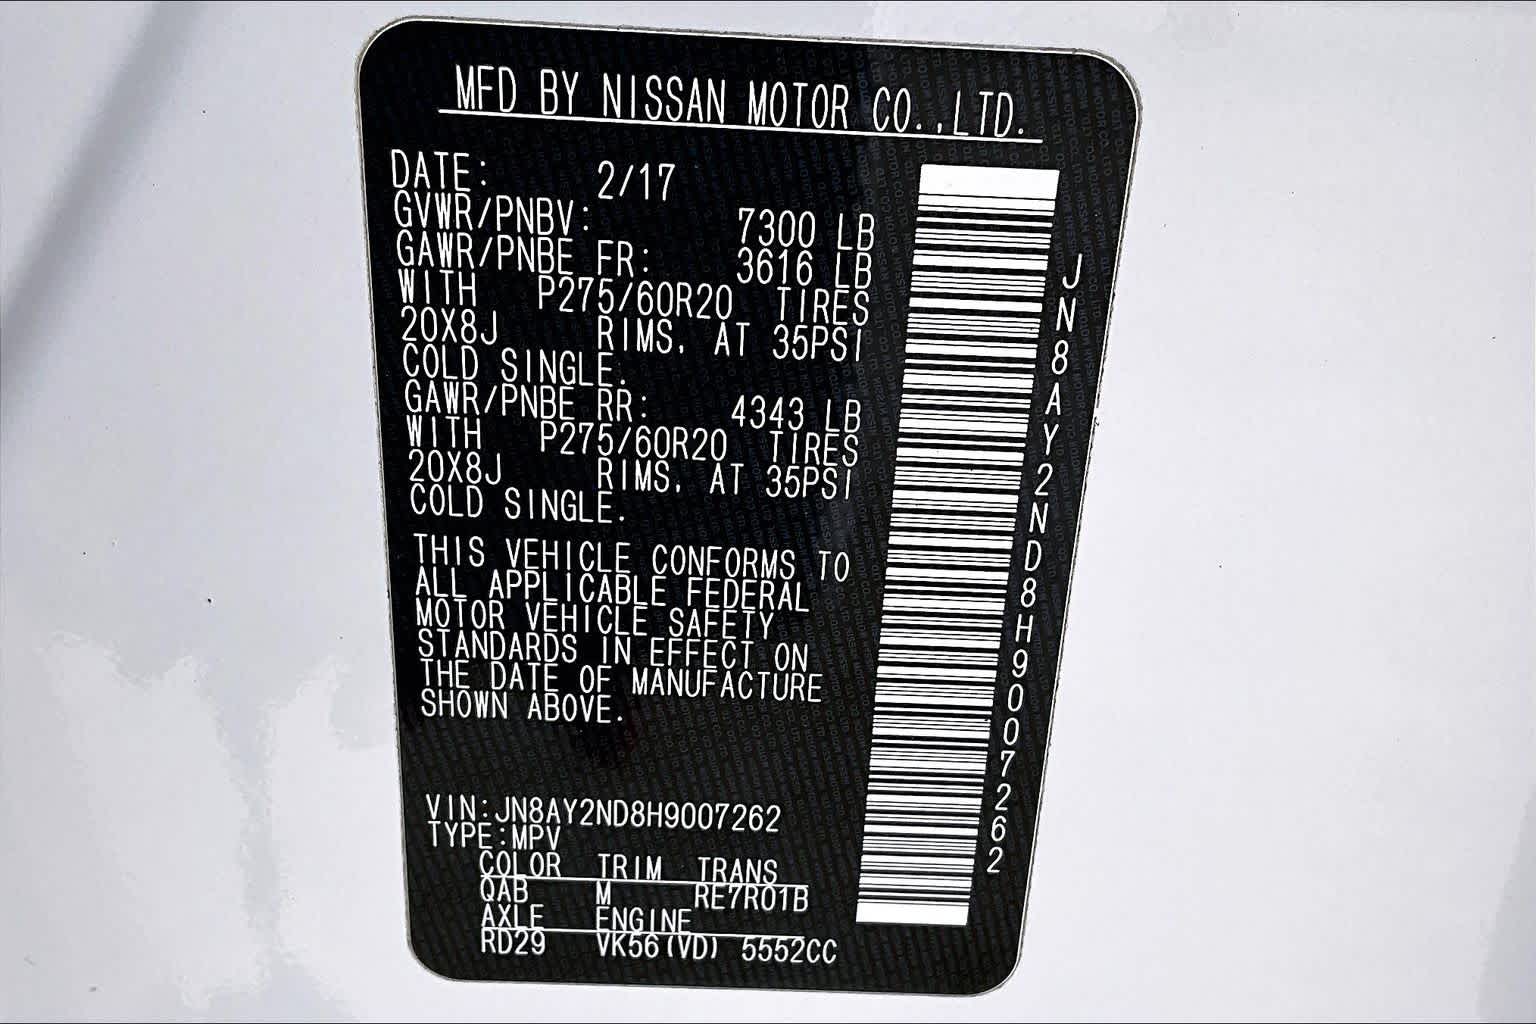 MFD BY NISSAN MOTOR CO.,LTD.
DATE: 2/17
GVWR/PNBV: 7300 LB
GAWR/PNBE FR: 3616 LB
WITH P275/60R20 TIRES
20X8J RIMS, AT 35PSI
COLD SINGLE.
GAWR/PNBE RR: 4343 LB
WITH P275/60R20 TIRES
20X8J RIMS, AT 35PSI
COLD SINGLE.
THIS VEHICLE CONFORMS TO
ALL APPLICABLE FEDERAL
MOTOR VEHICLE SAFETY
STANDARDS IN EFFECT ON
THE DATE OF MANUFACTURE
SHOWN ABOVE.
VIN:JN8AY2ND8H9007262
TYPE:MPV
COLOR TRIM TRANS
QAB M RE7R01B
AXLE ENGINE
RD29 VK56(VD) 5552CC
JN8AY2ND8H9007262